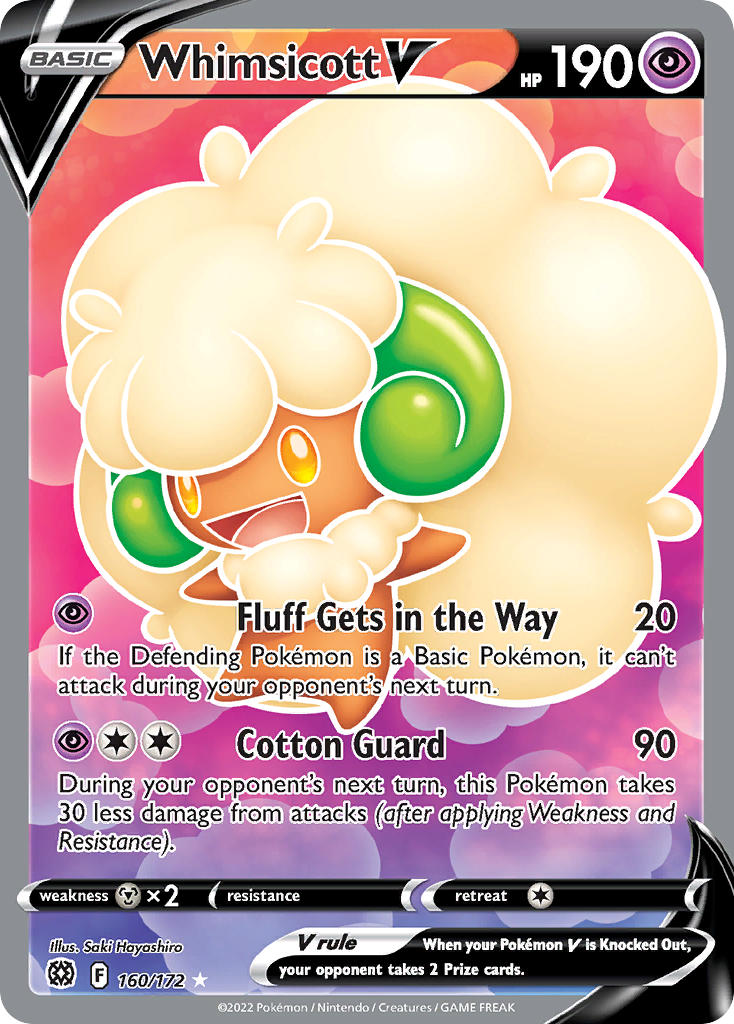 BASIC
Whimsicott V
HP 190
Fluff Gets in the Way 20
If the Defending Pokémon is a Basic Pokémon, it can't
attack during your opponent's next turn.
Cotton Guard 90
During your opponent's next turn, this Pokémon takes
30 less damage from attacks (after applying Weakness and
Resistance).
weakness ×2 resistance retreat
Illus. Saki Hayashiro
V rule When your Pokémon V is Knocked Out,
your opponent takes 2 Prize cards.
F 160/172
©2022 Pokémon / Nintendo / Creatures / GAME FREAK